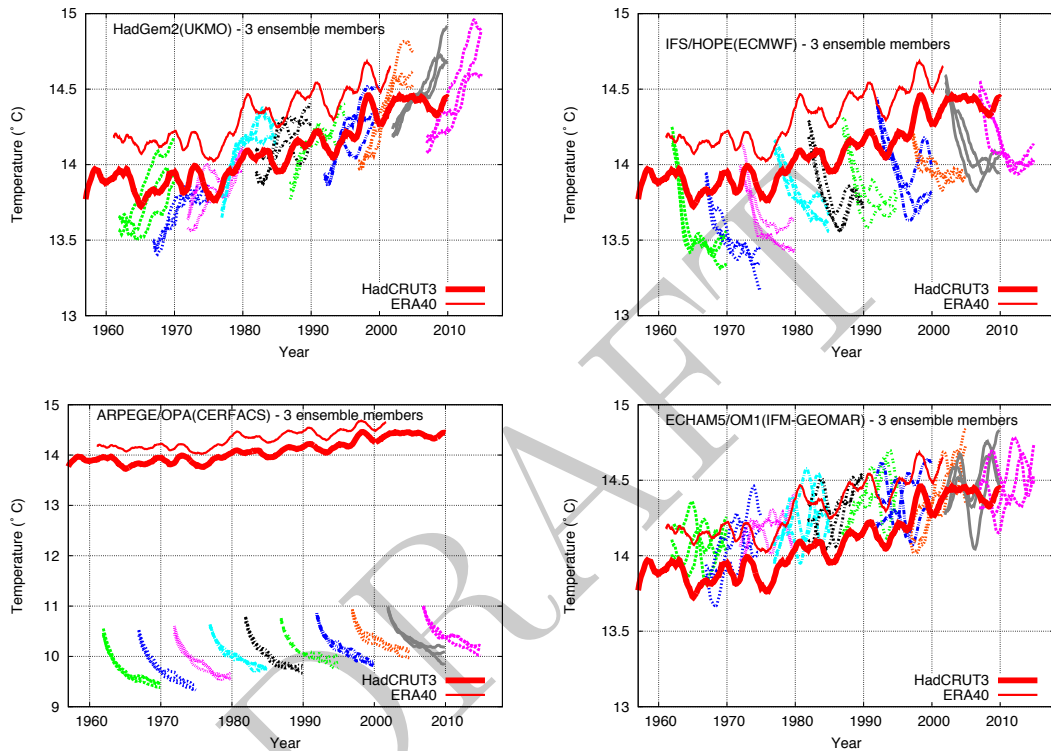 HadGem2(UKMO) - 3 ensemble members
15
14.5
14
13.5
13
Temperature (° C)
HadCRUT3
ERA40
1960 1970 1980 1990 2000 2010
Year
IFS/HOPE(ECMWF) - 3 ensemble members
15
14.5
14
13.5
13
Temperature (° C)
HadCRUT3
ERA40
1960 1970 1980 1990 2000 2010
Year
ARPEGE/OPA(CERFACS) - 3 ensemble members
15
14
13
12
11
10
9
Temperature (° C)
HadCRUT3
ERA40
1960 1970 1980 1990 2000 2010
Year
ECHAM5/OM1(IFM-GEOMAR) - 3 ensemble members
15
14.5
14
13.5
13
Temperature (° C)
HadCRUT3
ERA40
1960 1970 1980 1990 2000 2010
Year
DRAFT